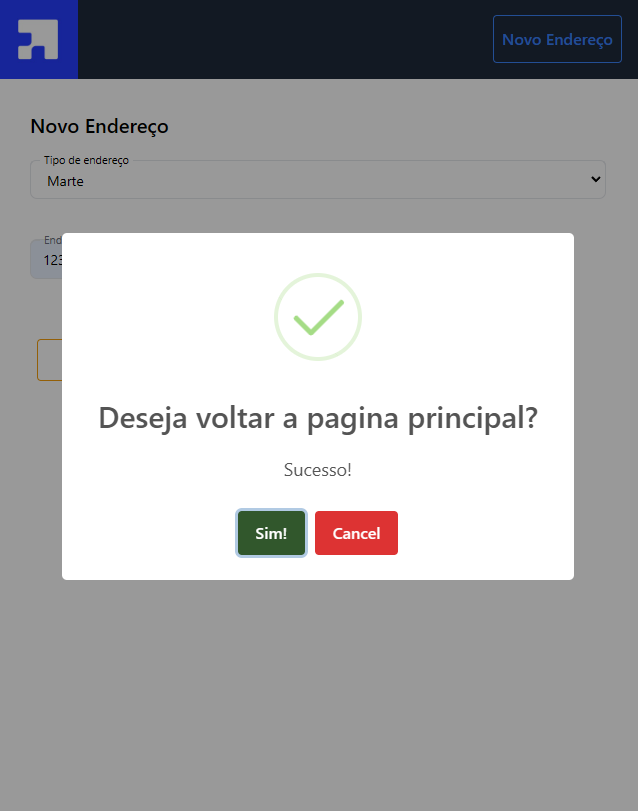 Novo Endereço
Novo Endereço
Tipo de endereço
Marte
End
123
Deseja voltar a pagina principal?
Sucesso!
Sim!
Cancel